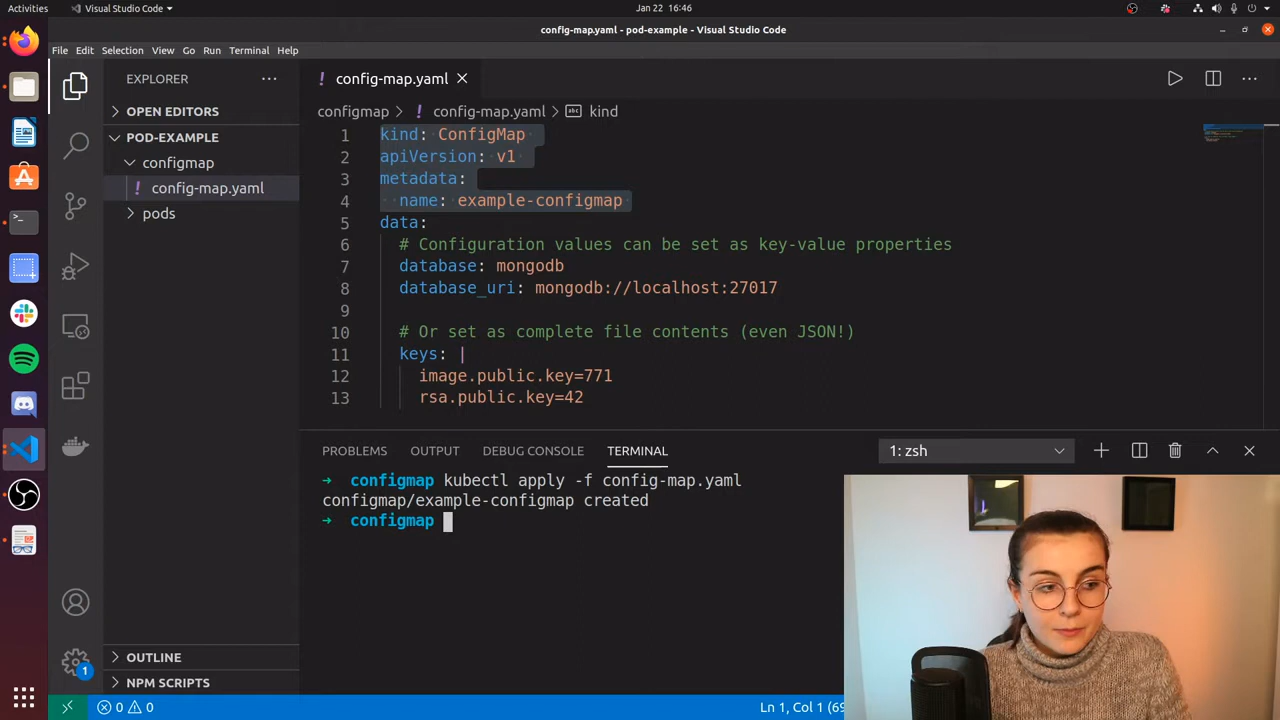 Activities
Visual Studio Code
Jan 22 16:46
config-map.yaml - pod-example - Visual Studio Code
File Edit Selection View Go Run Terminal Help
EXPLORER
OPEN EDITORS
POD-EXAMPLE
configmap
! config-map.yaml
pods
OUTLINE
NPM SCRIPTS
! config-map.yaml
configmap > ! config-map.yaml > abc kind
1 kind: ConfigMap
2 apiVersion: v1
3 metadata:
4 name: example-configmap
5 data:
6 # Configuration values can be set as key-value properties
7 database: mongodb
8 database_uri: mongodb://localhost:27017
9
10 # Or set as complete file contents (even JSON!)
11 keys: |
12 image.public.key=771
13 rsa.public.key=42
PROBLEMS OUTPUT DEBUG CONSOLE TERMINAL
1: zsh
→ configmap kubectl apply -f config-map.yaml
configmap/example-configmap created
→ configmap
1
0 0
Ln 1, Col 1 (69